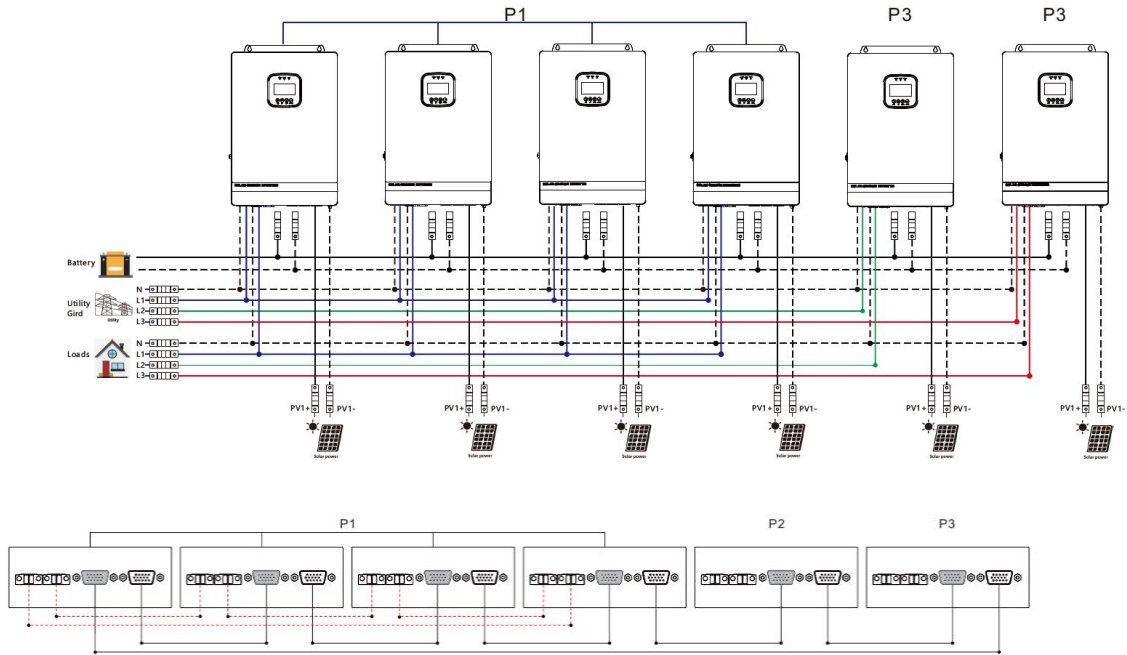 P1 P3 P3
Battery
N
Utility Gird
Utility
L1
L2
L3
Loads
N
L1
L2
L3
PV1+ PV1- PV1+ PV1- PV1+ PV1- PV1+ PV1- PV1+ PV1- PV1+ PV1-
Solar power Solar power Solar power Solar power Solar power Solar power
P1 P2 P3